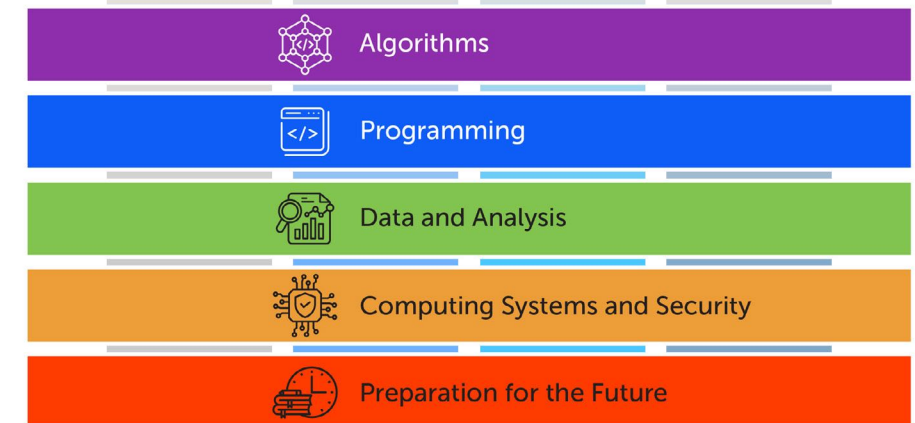 Algorithms
Programming
</>
Data and Analysis
Computing Systems and Security
Preparation for the Future